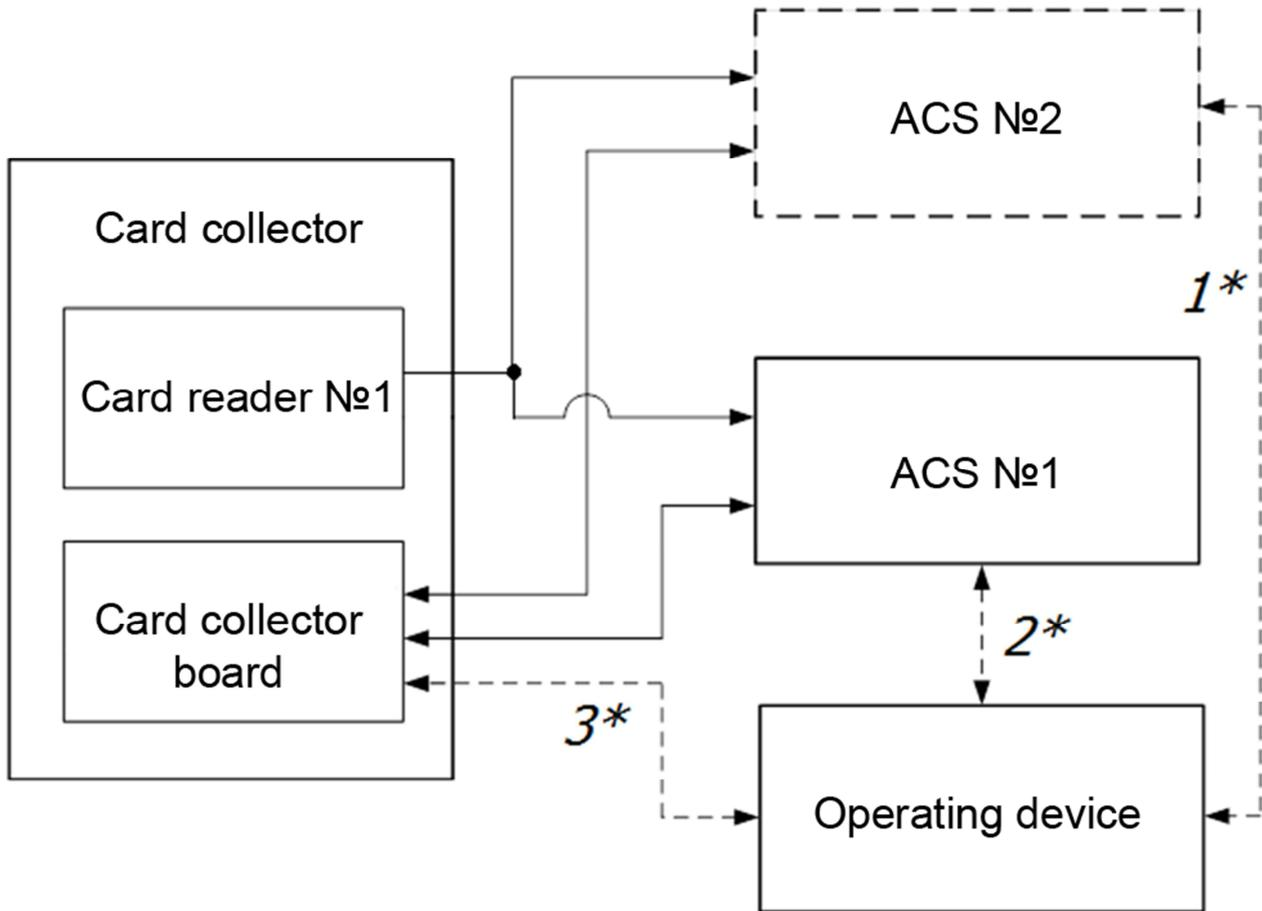 ACS №2
Card collector
1*
Card reader №1
ACS №1
Card collector
board
2*
3*
Operating device